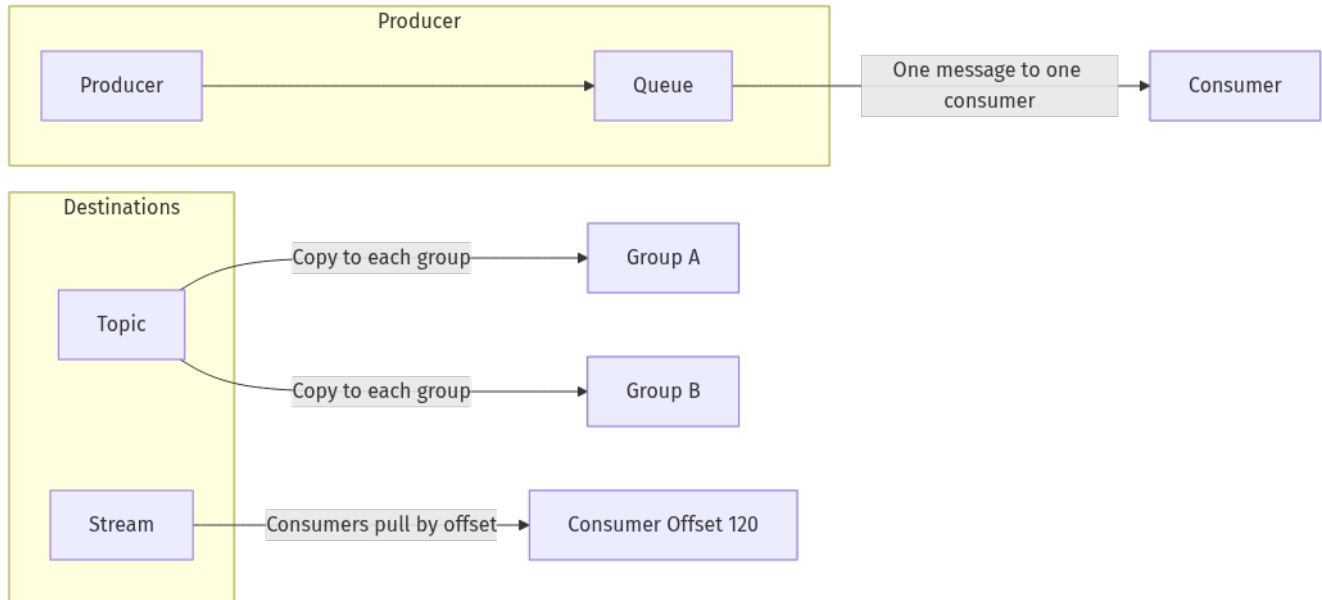 Producer
Producer
Queue
One message to one
consumer
Consumer
Destinations
Copy to each group
Group A
Topic
Copy to each group
Group B
Stream
Consumers pull by offset
Consumer Offset 120